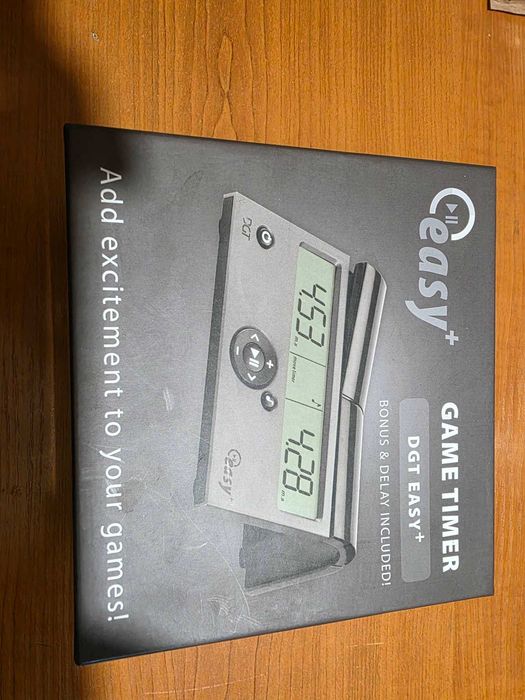 easy+
GAME TIMER
DGT EASY+
BONUS & DELAY INCLUDED!
4.53
m.s
4.28
m.s
DGT
easy+
Add excitement to your games!